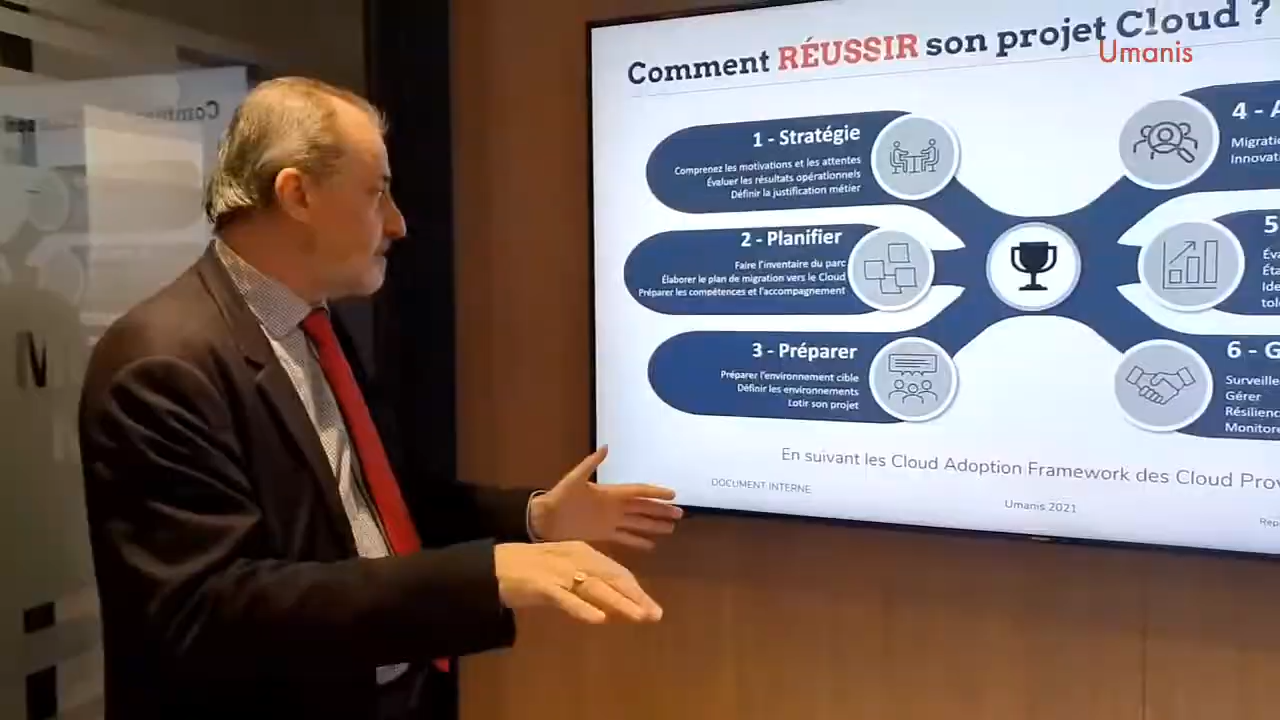 Comment RÉUSSIR son projet Cloud ?
Umanis
1 - Stratégie
Comprenez les motivations et les attentes
Évaluer les résultats opérationnels
Définir la justification métier
2 - Planifier
Faire l'inventaire du parc
Élaborer le plan de migration vers le Cloud
Préparer les compétences et l'accompagnement
3 - Préparer
Préparer l'environnement cible
Définir les environnements
Lotir son projet
4 -
5
6 - G
Surveille
Gérer
Résilienc
Monitore
En suivant les Cloud Adoption Framework des Cloud Prov
DOCUMENT INTERNE
Umanis 2021